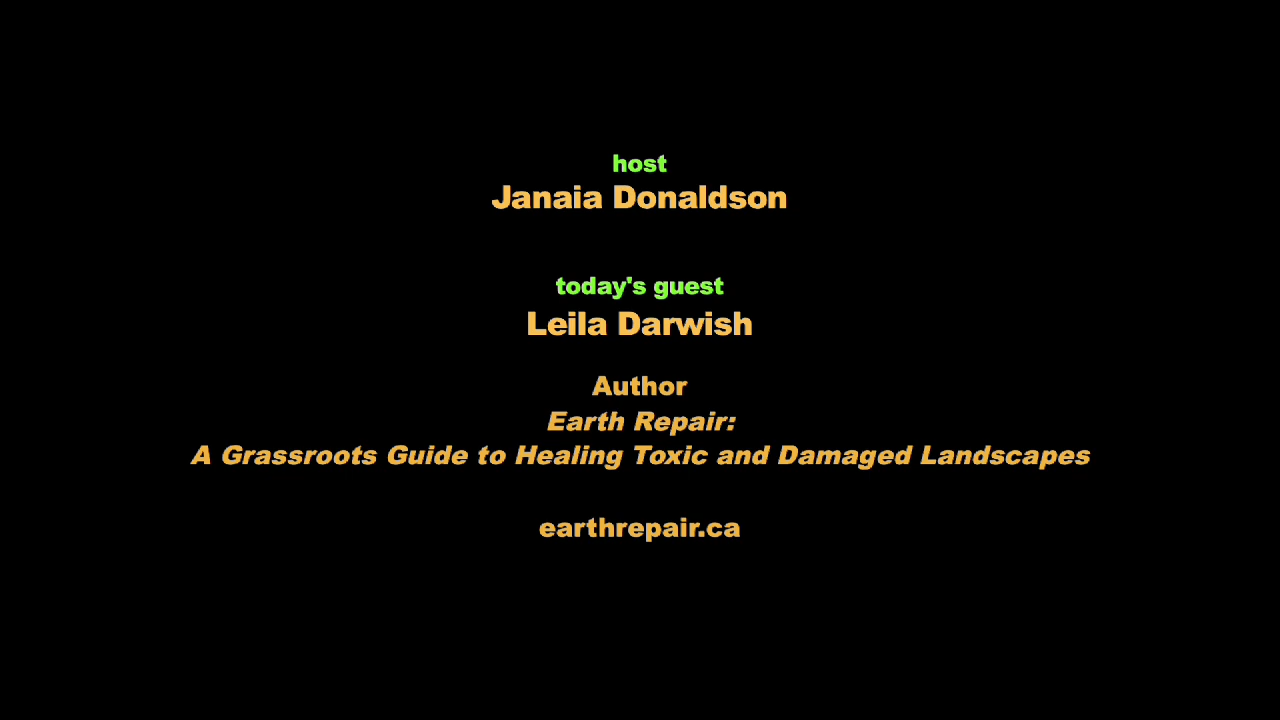 host
Janaia Donaldson
today's guest
Leila Darwish
Author
Earth Repair:
A Grassroots Guide to Healing Toxic and Damaged Landscapes
earthrepair.ca